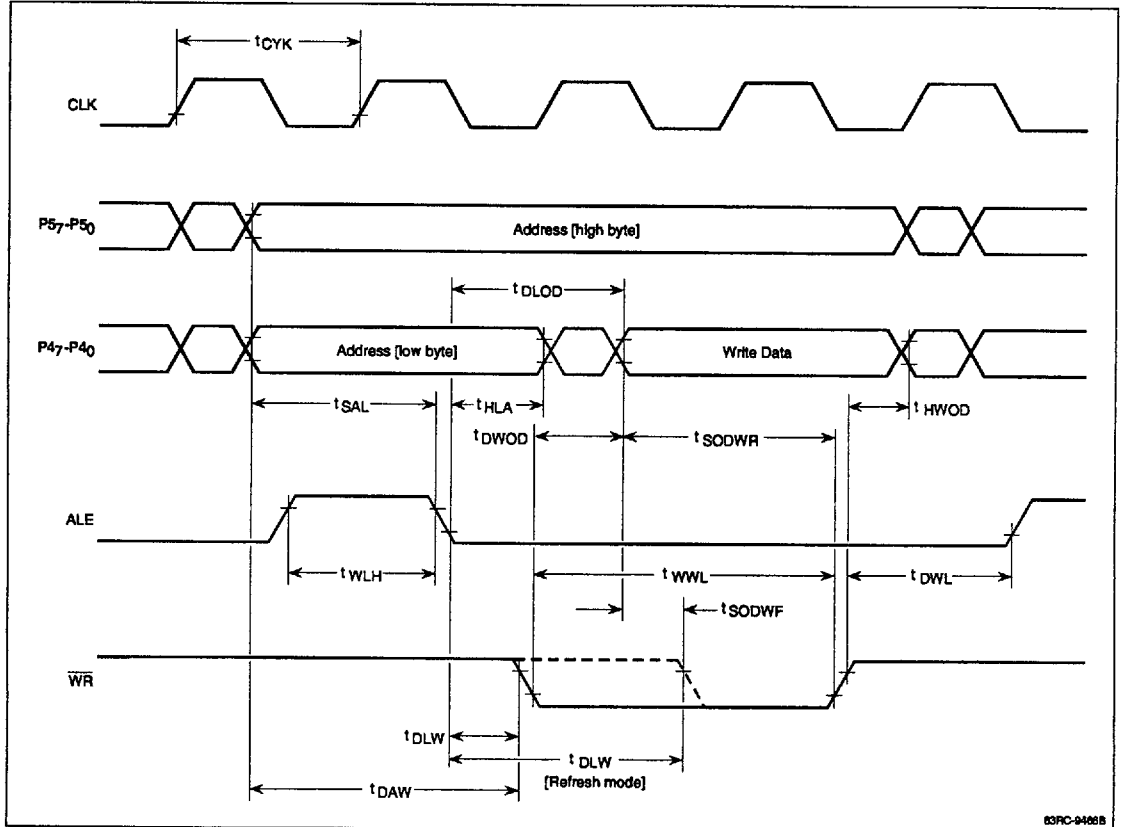 tCYK
CLK
P57-P50
Address [high byte]
tDLOD
P47-P40
Address [low byte]
Write Data
tSAL
tHLA
tHWOD
tDWOD
tSODWR
ALE
tWLH
tWWL
tDWL
tSODWF
WR
tDLW
tDLW
[Refresh mode]
tDAW
83RC-9466B